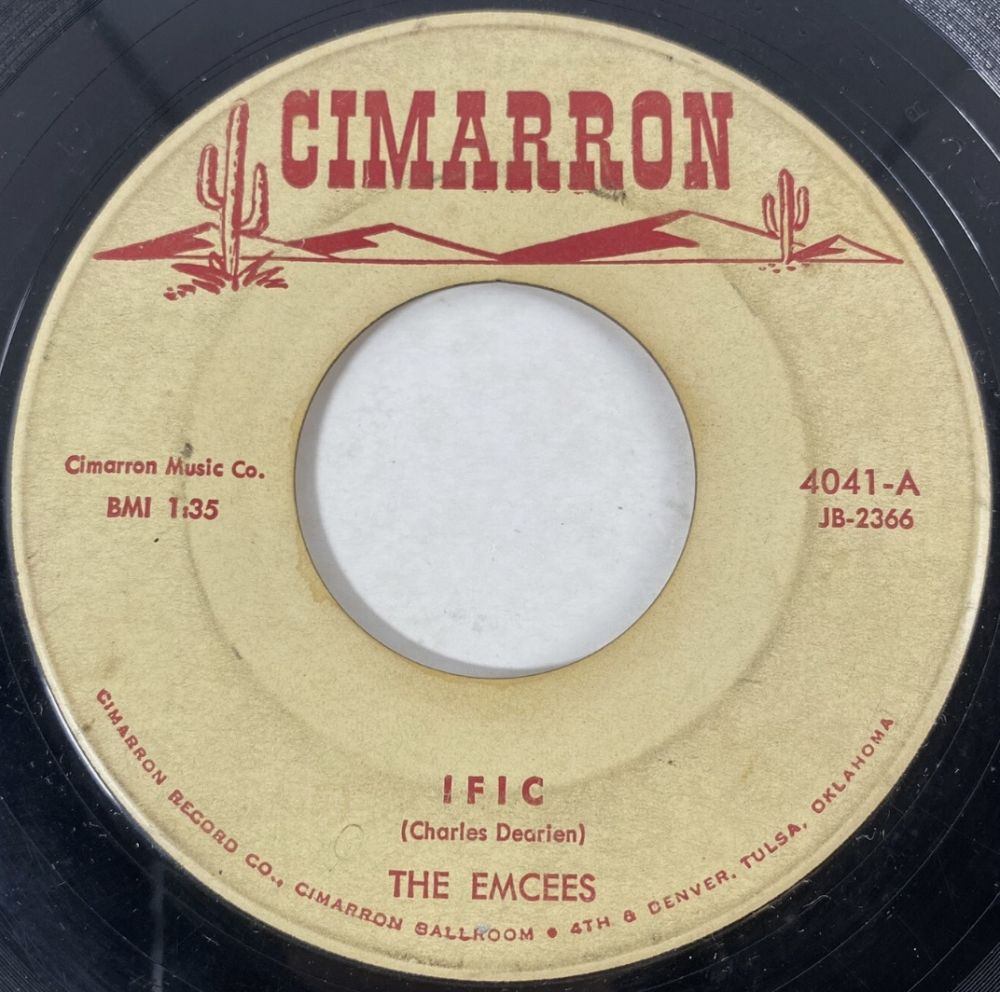 CIMARRON
Cimarron Music Co.
BMI 1:35
4041-A
JB-2366
IFIC
(Charles Dearien)
THE EMCEES
CIMARRON RECORD CO., CIMARRON BALLROOM • 4TH & DENVER, TULSA, OKLAHOMA